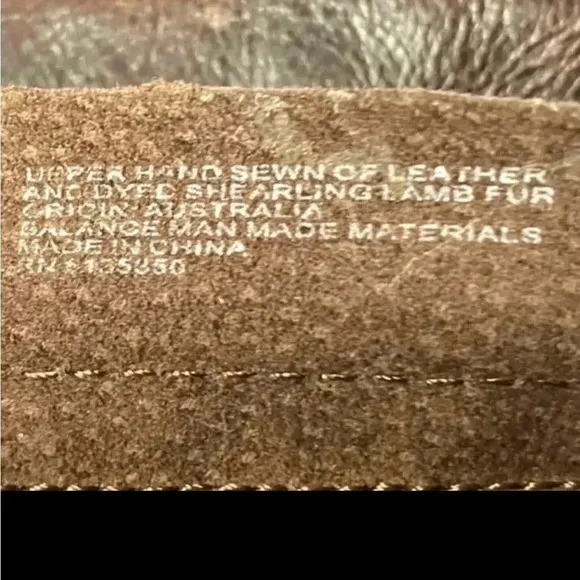 UPPER HAND SEWN OF LEATHER
AND DYED SHEARLING LAMB FUR
ORIGIN: AUSTRALIA
BALANCE MAN MADE MATERIALS
MADE IN CHINA
RN